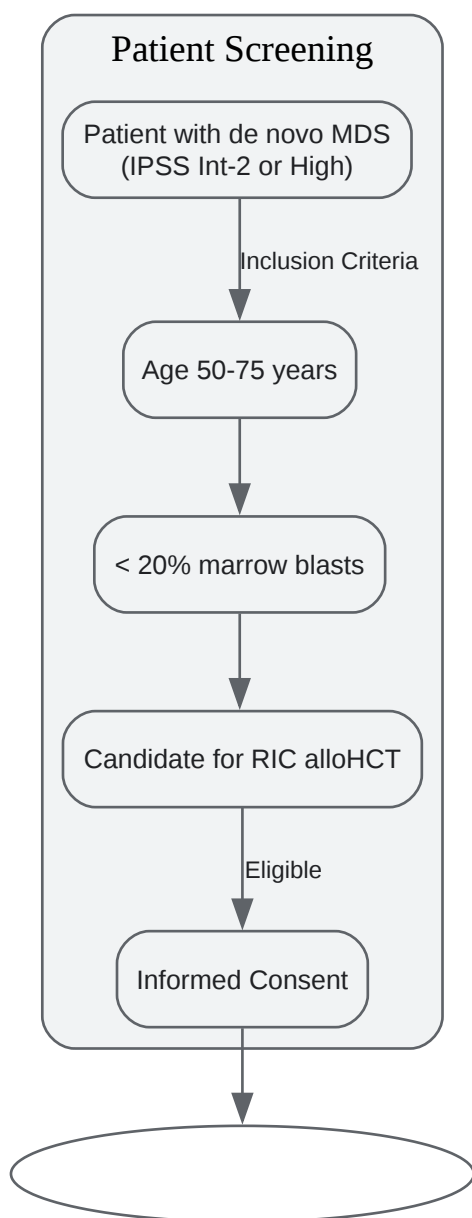 Patient Screening
Patient with de novo MDS
(IPSS Int-2 or High)
Inclusion Criteria
Age 50-75 years
< 20% marrow blasts
Candidate for RIC alloHCT
Eligible
Informed Consent